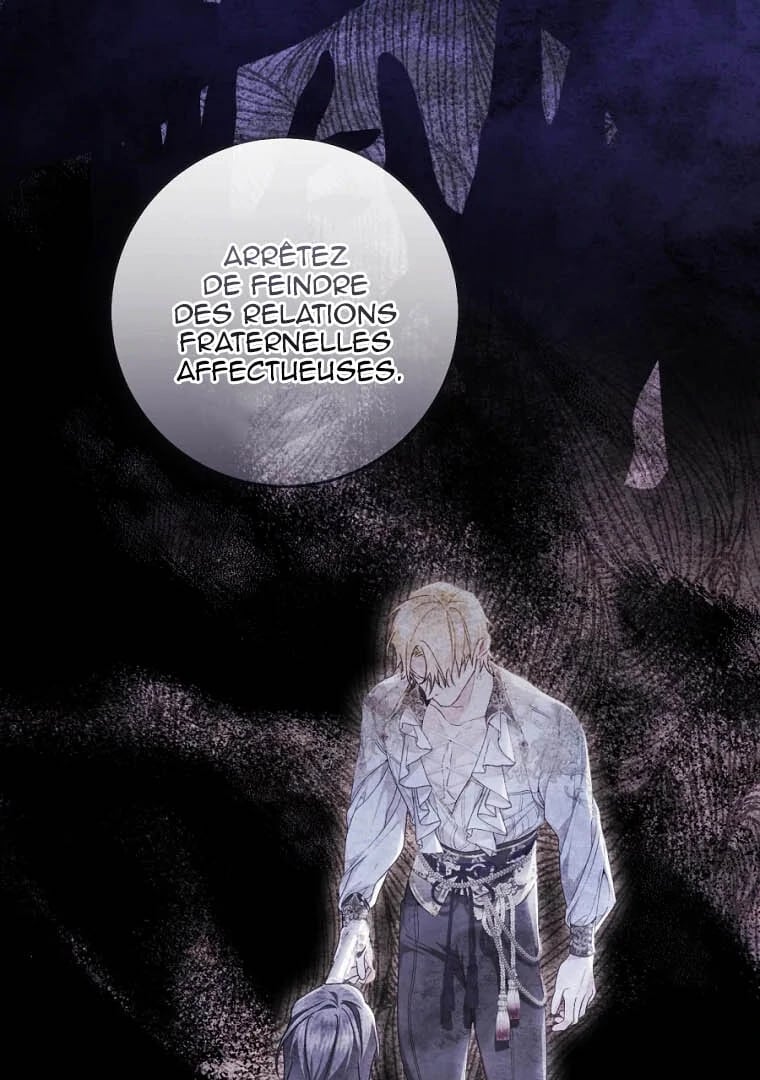 ARRÊTEZ
DE FEINDRE
DES RELATIONS
FRATERNELLES
AFFECTUEUSES.